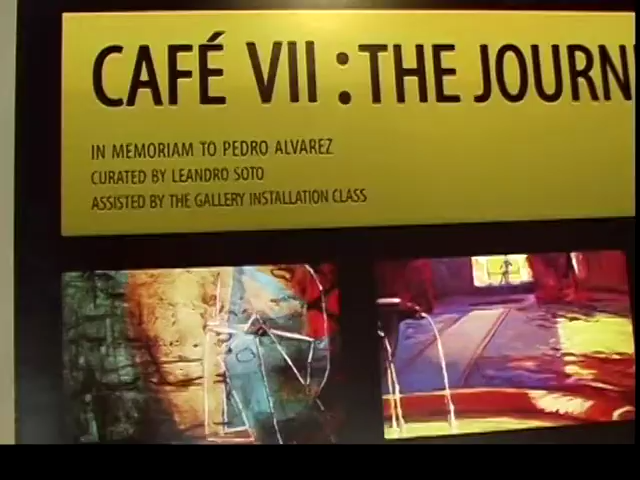 CAFÉ VII : THE JOURN
IN MEMORIAM TO PEDRO ALVAREZ
CURATED BY LEANDRO SOTO
ASSISTED BY THE GALLERY INSTALLATION CLASS